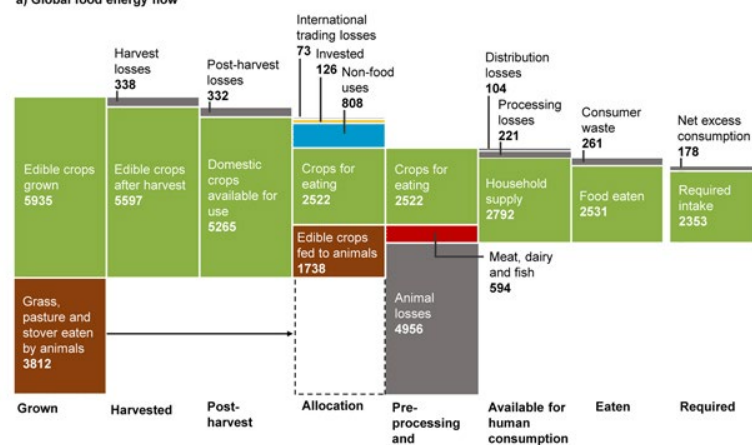 a) Global food energy flow
International
trading losses
73
Invested
126
Non-food
uses
808
Harvest
losses
338
Post-harvest
losses
332
Distribution
losses
104
Processing
losses
221
Consumer
waste
261
Net excess
consumption
178
Edible crops
grown
5935
Edible crops
after harvest
5597
Domestic
crops
available for
use
5265
Crops for
eating
2522
Crops for
eating
2522
Household
supply
2792
Food eaten
2531
Required
intake
2353
Edible crops
fed to animals
1738
Meat, dairy
and fish
594
Grass,
pasture and
stover eaten
by animals
3812
Animal
losses
4956
Grown
Harvested
Post-
harvest
Allocation
Pre-
processing
and
Available for
human
consumption
Eaten
Required